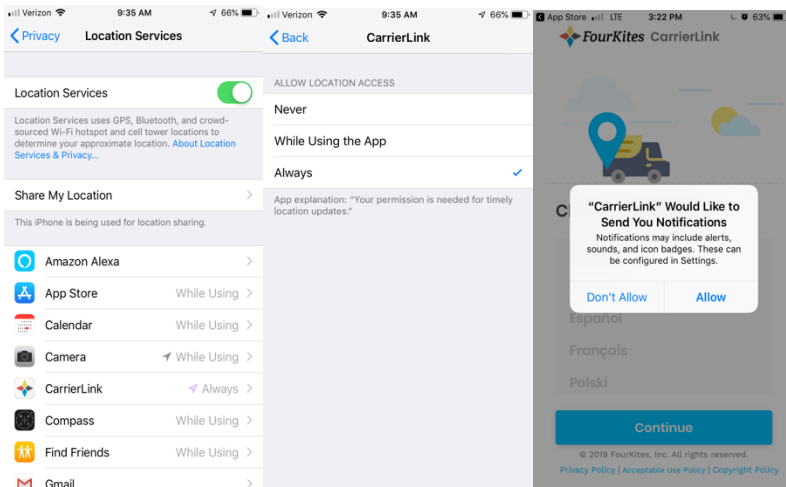 Verizon 9:35 AM 66%
Privacy Location Services
Location Services
Location Services uses GPS, Bluetooth, and crowd-
sourced Wi-Fi hotspot and cell tower locations to
determine your approximate location. About Location
Services & Privacy...
Share My Location
This iPhone is being used for location sharing.
Amazon Alexa
App Store While Using
Calendar While Using
Camera While Using
CarrierLink Always
Compass While Using
Find Friends While Using
Gmail
Verizon 9:35 AM 66%
Back CarrierLink
ALLOW LOCATION ACCESS
Never
While Using the App
Always
App explanation: “Your permission is needed for timely
location updates.”
App Store LTE 3:22 PM 63%
FourKites CarrierLink
“CarrierLink” Would Like to
Send You Notifications
Notifications may include alerts,
sounds, and icon badges. These can
be configured in Settings.
Don’t Allow Allow
Español
Français
Polski
Continue
© 2019 FourKites, Inc. All rights reserved.
Privacy Policy | Acceptable Use Policy | Copyright Policy